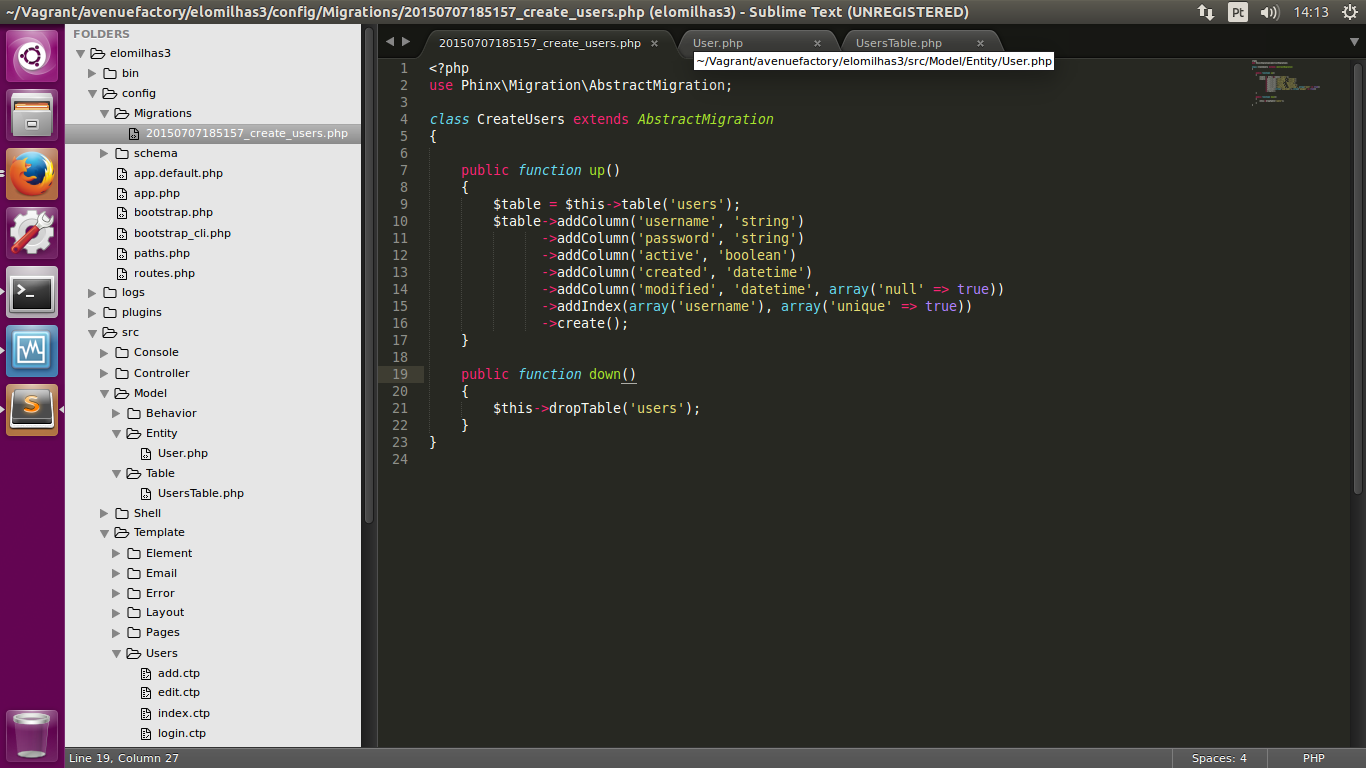 ~/Vagrant/avenuefactory/elomilhas3/config/Migrations/20150707185157_create_users.php (elomilhas3) - Sublime Text (UNREGISTERED)
Pt
14:13
FOLDERS
elomilhas3
bin
config
Migrations
20150707185157_create_users.php
schema
app.default.php
app.php
bootstrap.php
bootstrap_cli.php
paths.php
routes.php
logs
plugins
src
Console
Controller
Model
Behavior
Entity
User.php
Table
UsersTable.php
Shell
Template
Element
Email
Error
Layout
Pages
Users
add.ctp
edit.ctp
index.ctp
login.ctp
20150707185157_create_users.php ×
User.php ×
UsersTable.php ×
~/Vagrant/avenuefactory/elomilhas3/src/Model/Entity/User.php
1 <?php
2 use Phinx\Migration\AbstractMigration;
3
4 class CreateUsers extends AbstractMigration
5 {
6
7     public function up()
8     {
9         $table = $this->table('users');
10         $table->addColumn('username', 'string')
11               ->addColumn('password', 'string')
12               ->addColumn('active', 'boolean')
13               ->addColumn('created', 'datetime')
14               ->addColumn('modified', 'datetime', array('null' => true))
15               ->addIndex(array('username'), array('unique' => true))
16               ->create();
17     }
18
19     public function down()
20     {
21         $this->dropTable('users');
22     }
23 }
24
Line 19, Column 27
Spaces: 4
PHP